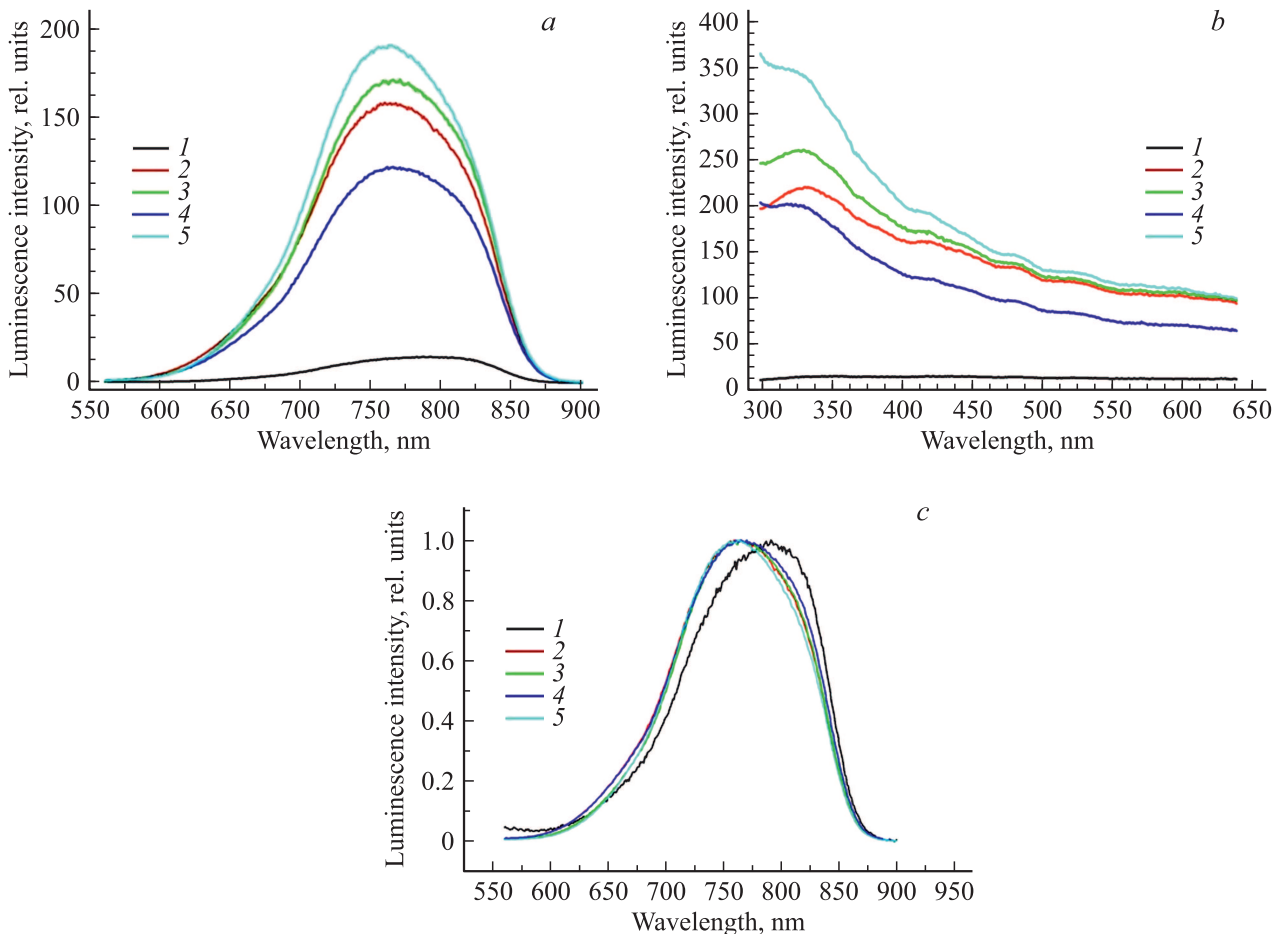 a
Luminescence intensity, rel. units
200
150
100
50
0
1
2
3
4
5
550 600 650 700 750 800 850 900
Wavelength, nm
b
Luminescence intensity, rel. units
400
350
300
250
200
150
100
50
0
1
2
3
4
5
300 350 400 450 500 550 600 650
Wavelength, nm
c
Luminescence intensity, rel. units
1.0
0.8
0.6
0.4
0.2
0
1
2
3
4
5
550 600 650 700 750 800 850 900 950
Wavelength, nm